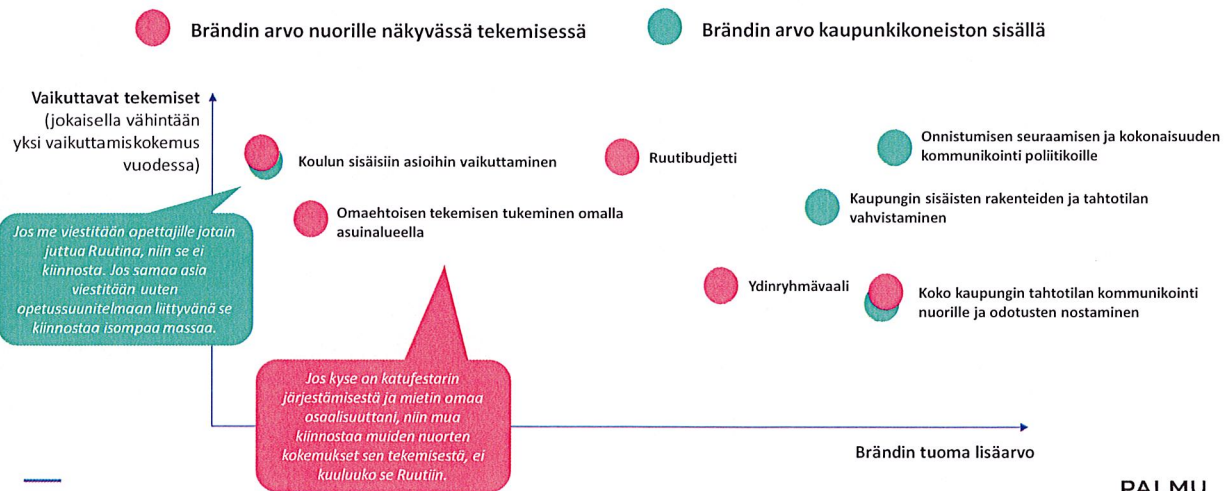 Brändin arvo nuorille näkyvässä tekemisessä
Brändin arvo kaupunkikoneiston sisällä
Vaikuttavat tekemiset
(jokaisella vähintään
yksi vaikuttamiskokemus
vuodessa)
Koulun sisäisiin asioihin vaikuttaminen
Ruutibudjetti
Onnistumisen seuraamisen ja kokonaisuuden
kommunikointi poliitikoille
Omaehtoisen tekemisen tukeminen omalla
asuinalueella
Kaupungin sisäisten rakenteiden ja tahtotilan
vahvistaminen
Jos me viestitään opettajille jotain
juttua Ruutina, niin se ei
kiinnosta. Jos samaa asia
viestitään uuten
opetussuunitelmaan liittyvänä se
kiinnostaa isompaa massaa.
Ydinryhmävaali
Koko kaupungin tahtotilan kommunikointi
nuorille ja odotusten nostaminen
Jos kyse on katufestarin
järjestämisestä ja mietin omaa
osaalisuuttani, niin mua
kiinnostaa muiden nuorten
kokemukset sen tekemisestä, ei
kuuluuko se Ruutiin.
Brändin tuoma lisäarvo
PALMU